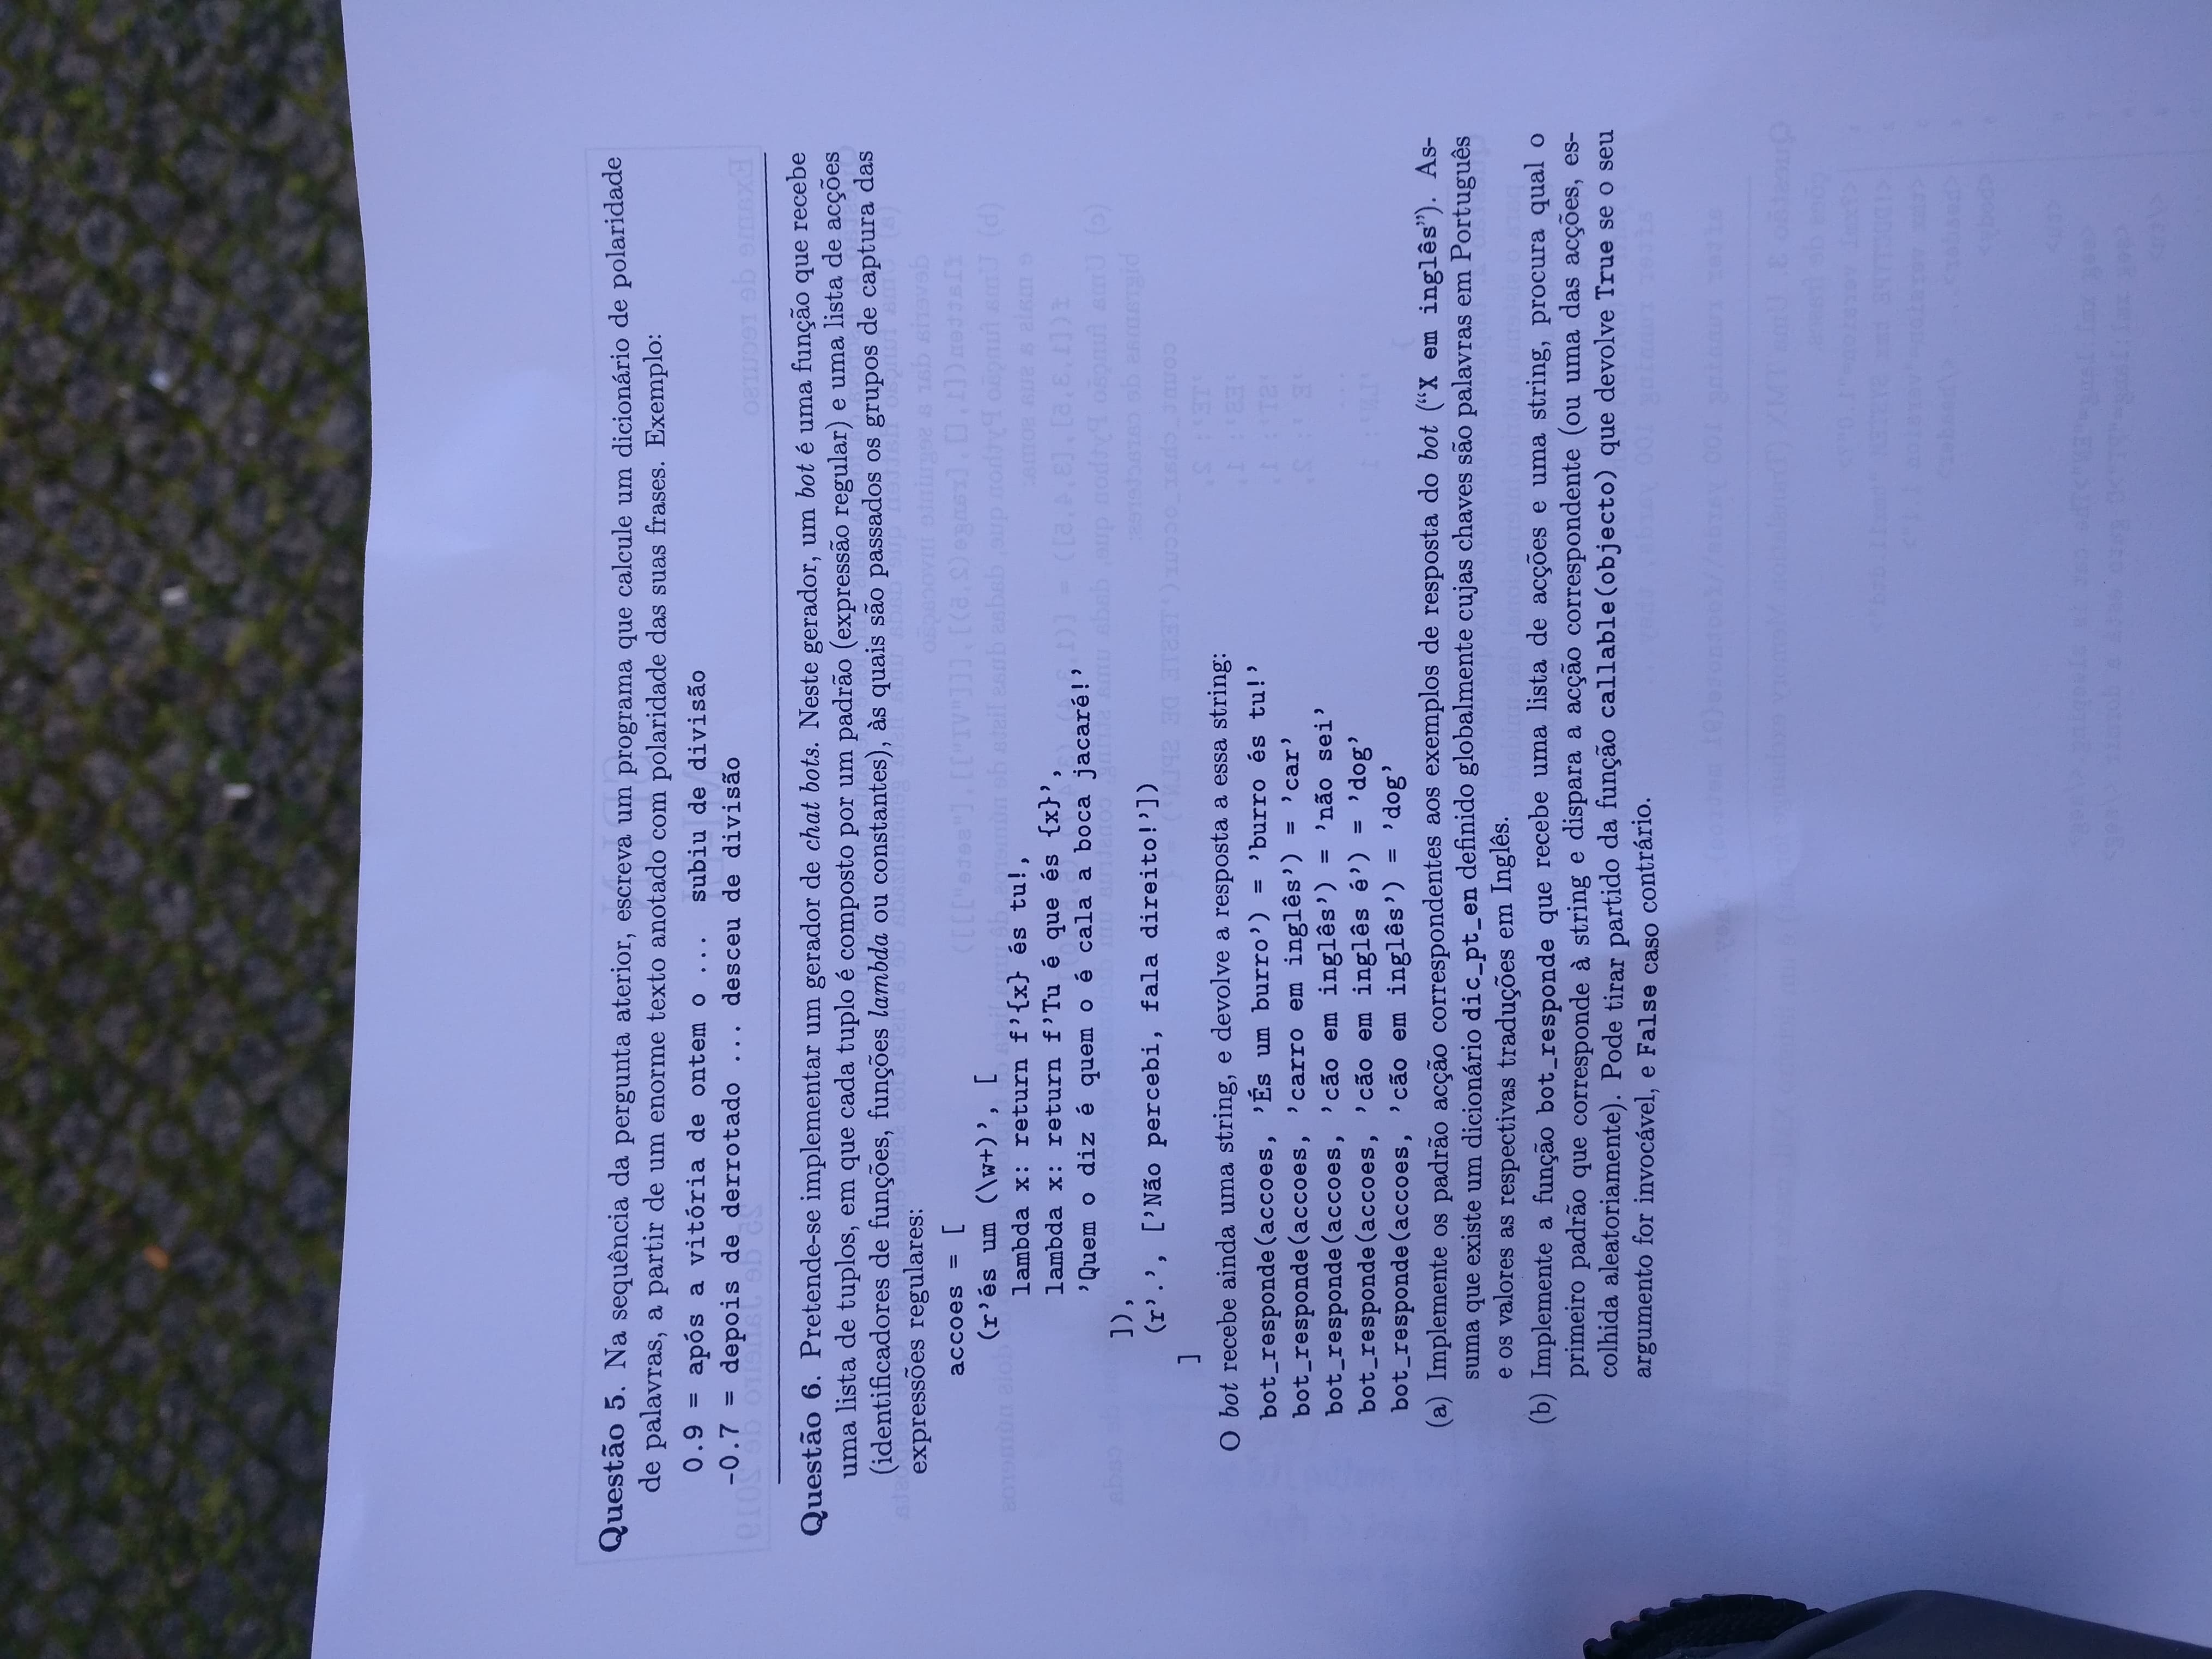 Questão 5. Na sequência da pergunta aterior, escreva um programa que calcule um dicionário de polaridade
de palavras, a partir de um enorme texto anotado com polaridade das suas frases. Exemplo:
0.9 = após a vitória de ontem o ... subiu de divisão
-0.7 = depois de derrotado ... desceu de divisão
Questão 6. Pretende-se implementar um gerador de chat bots. Neste gerador, um bot é uma função que recebe
uma lista de tuplos, em que cada tuplo é composto por um padrão (expressão regular) e uma lista de acções
(identificadores de funções, funções lambda ou constantes), às quais são passados os grupos de captura das
expressões regulares:
accoes = [
(r'és um (\w+)', [
lambda x: return f'{x} és tu!,
lambda x: return f'Tu é que és {x}',
'Quem o diz é quem o é cala a boca jacaré!'
]),
(r'.', ['Não percebi, fala direito!'])
]
O bot recebe ainda uma string, e devolve a resposta a essa string:
bot_responde(accoes, 'És um burro') = 'burro és tu!'
bot_responde(accoes, 'carro em inglês') = 'car'
bot_responde(accoes, 'cão em inglês') = 'não sei'
bot_responde(accoes, 'cão em inglês é') = 'dog'
bot_responde(accoes, 'cão em inglês') = 'dog'
(a) Implemente os padrão acção correspondentes aos exemplos de resposta do bot ("X em inglês"). As-
suma que existe um dicionário dic_pt_en definido globalmente cujas chaves são palavras em Português
e os valores as respectivas traduções em Inglês.
(b) Implemente a função bot_responde que recebe uma lista de acções e uma string, procura qual o
primeiro padrão que corresponde à string e dispara a acção correspondente (ou uma das acções, es-
colhida aleatoriamente). Pode tirar partido da função callable(objecto) que devolve True se o seu
argumento for invocável, e False caso contrário.